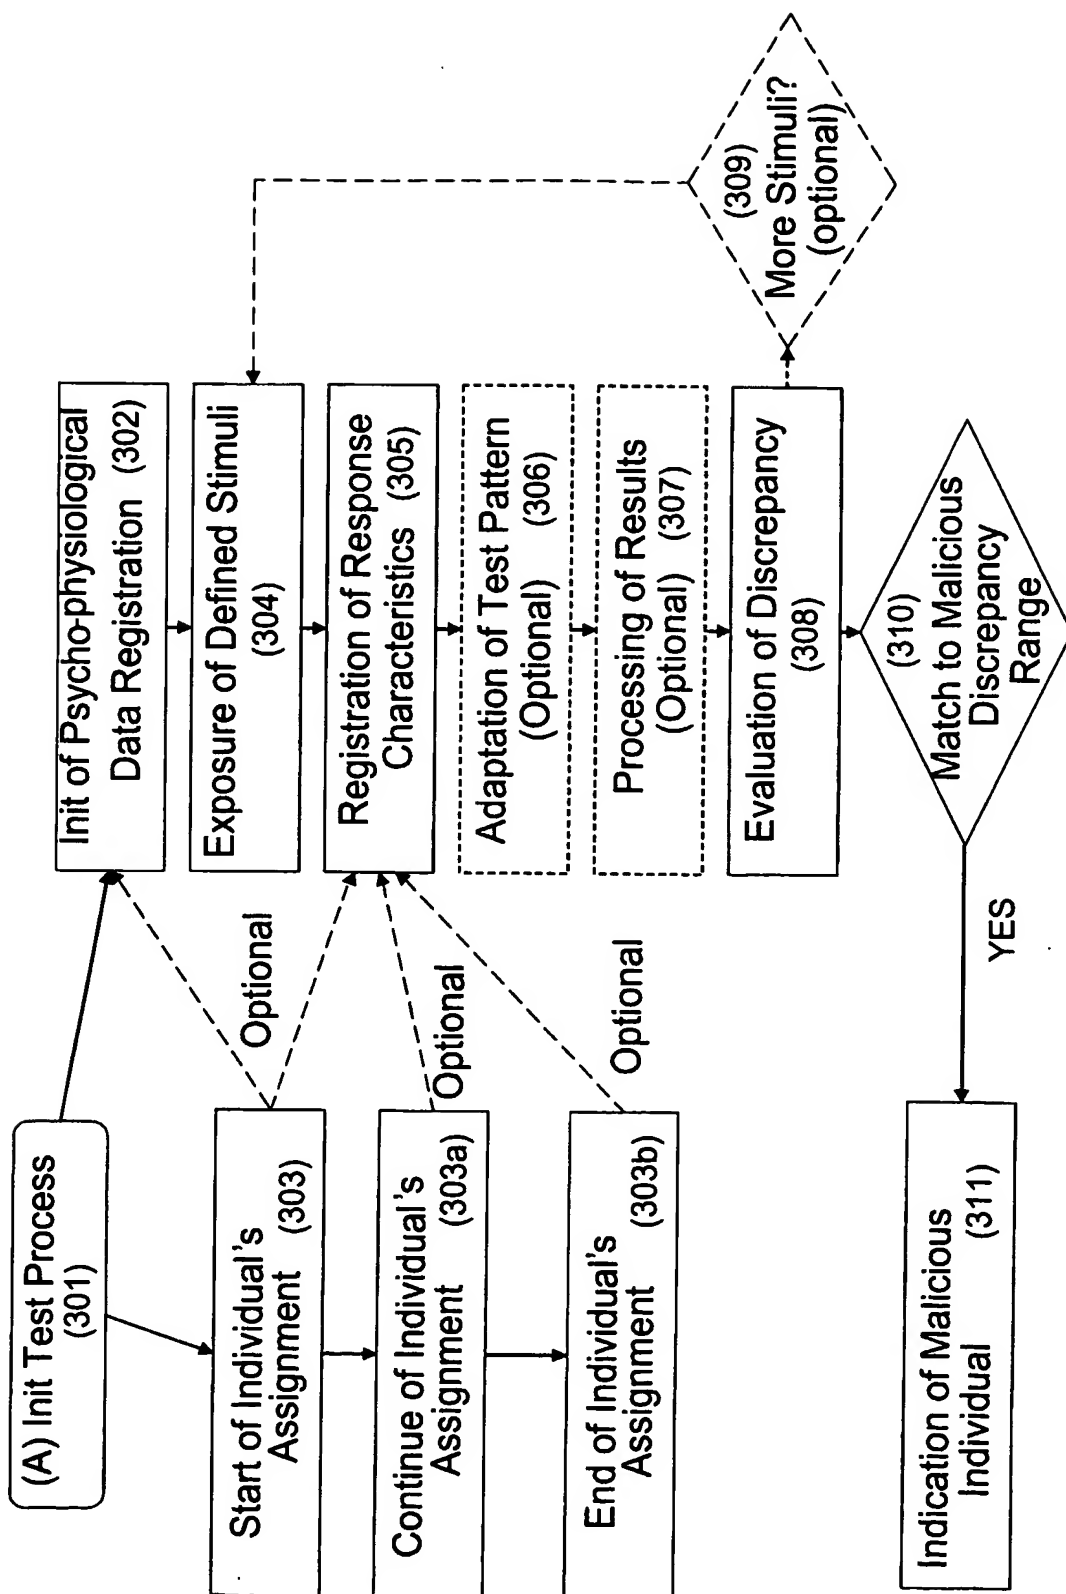 (A) Init Test Process
(301)
Start of Individual's
Assignment (303)
Continue of Individual's
Assignment (303a)
End of Individual's
Assignment (303b)
Optional
Optional
Optional
Init of Psycho-physiological
Data Registration (302)
Exposure of Defined Stimuli
(304)
Registration of Response
Characteristics (305)
Adaptation of Test Pattern
(Optional) (306)
Processing of Results
(Optional) (307)
Evaluation of Discrepancy
(308)
(309)
More Stimuli?
(optional)
(310)
Match to Malicious
Discrepancy
Range
YES
Indication of Malicious
Individual (311)